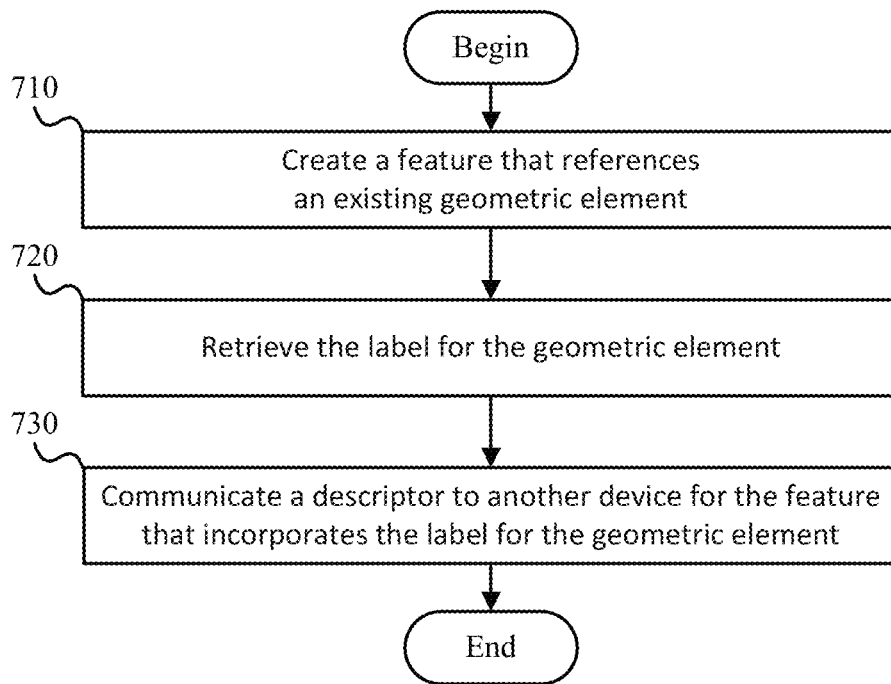 Begin
710
Create a feature that references
an existing geometric element
720
Retrieve the label for the geometric element
730
Communicate a descriptor to another device for the feature
that incorporates the label for the geometric element
End